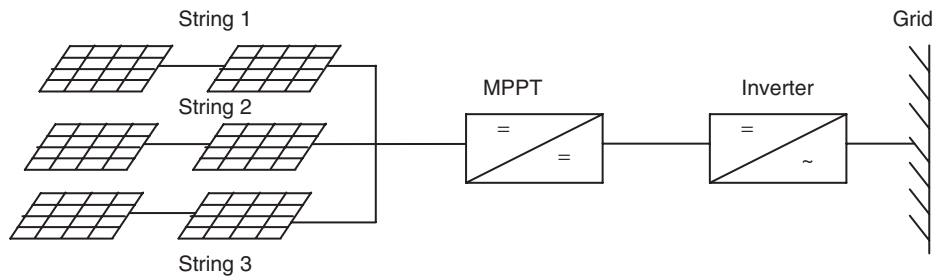 String 1
Grid
String 2
MPPT
Inverter
=
=
=
~
String 3